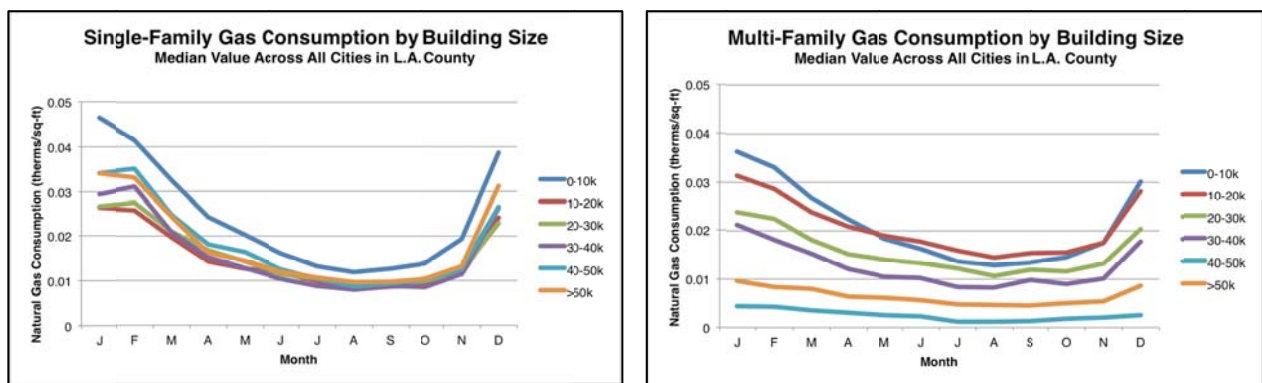 Single-Family Gas Consumption by Building Size
Median Value Across All Cities in L.A. County
Natural Gas Consumption (therms/sq-ft)
0.05
0.04
0.03
0.02
0.01
0
J F M A M J J A S O N D
Month
0-10k
10-20k
20-30k
30-40k
40-50k
>50k
Multi-Family Gas Consumption by Building Size
Median Value Across All Cities in L.A. County
Natural Gas Consumption (therms/sq-ft)
0.05
0.04
0.03
0.02
0.01
0
J F M A M J J A S O N D
Month
0-10k
10-20k
20-30k
30-40k
40-50k
>50k